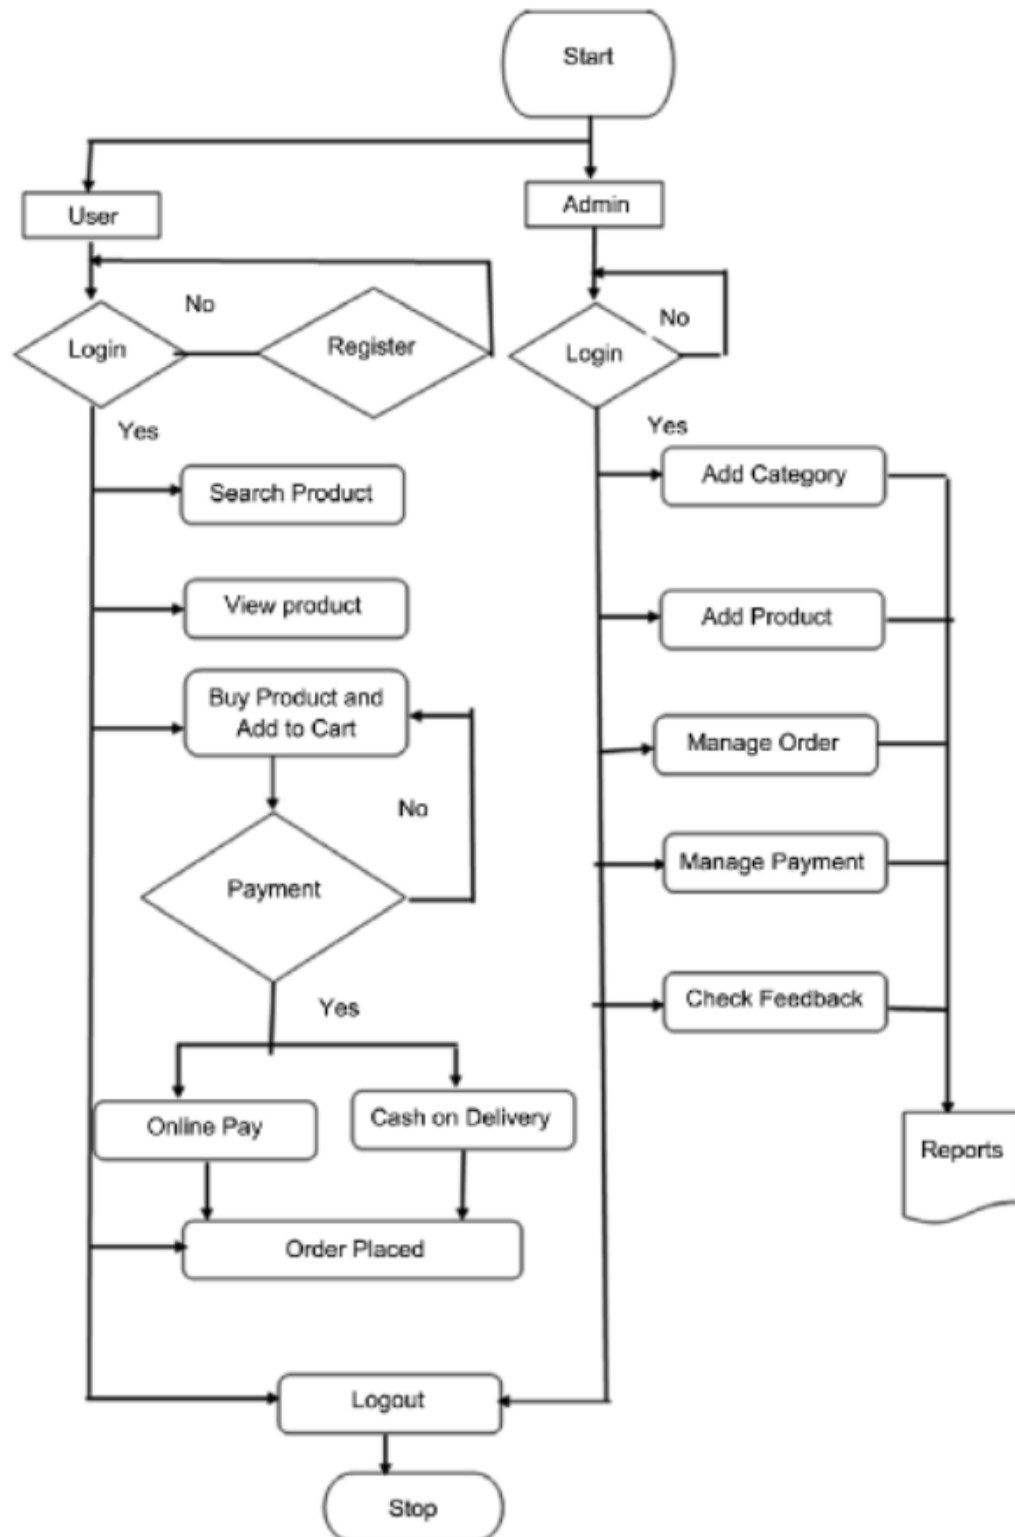 Start
User
Admin
No
Login
Register
No
Login
Yes
Yes
Search Product
Add Category
View product
Add Product
Buy Product and
Add to Cart
Manage Order
No
Payment
Manage Payment
Yes
Check Feedback
Online Pay
Cash on Delivery
Reports
Order Placed
Logout
Stop